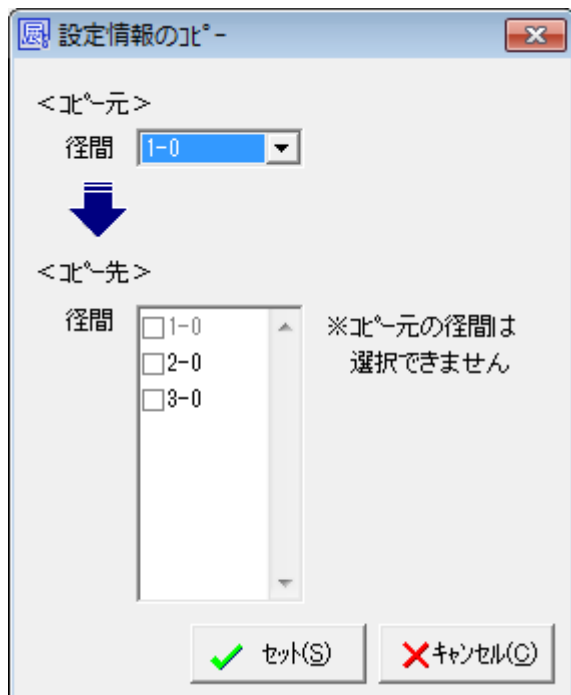 設定情報のｺﾋﾟｰ
<ｺﾋﾟｰ元>
径間 1-0
<ｺﾋﾟｰ先>
径間
1-0
2-0
3-0
※ｺﾋﾟｰ元の径間は
選択できません
ｾｯﾄ(S)
ｷｬﾝｾﾙ(C)